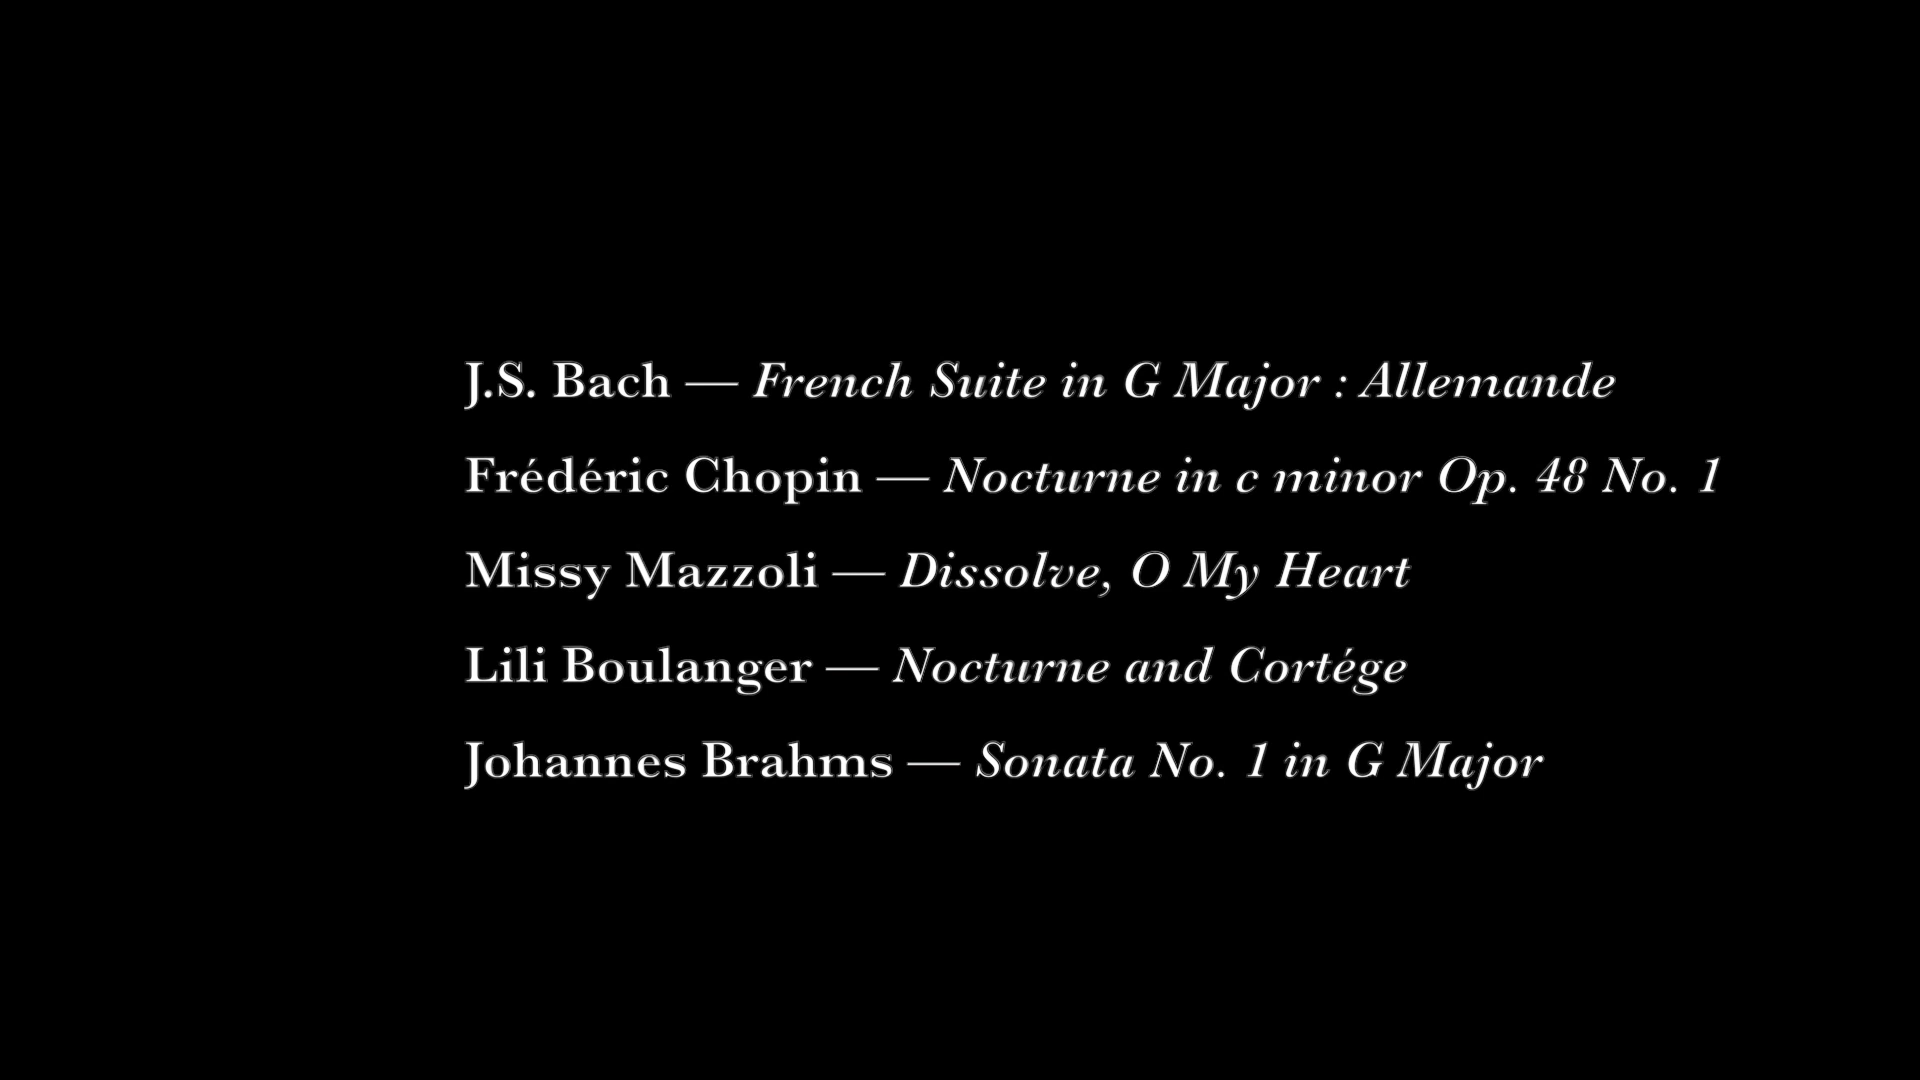 J.S. Bach — French Suite in G Major : Allemande
Frédéric Chopin — Nocturne in c minor Op. 48 No. 1
Missy Mazzoli — Dissolve, O My Heart
Lili Boulanger — Nocturne and Cortége
Johannes Brahms — Sonata No. 1 in G Major